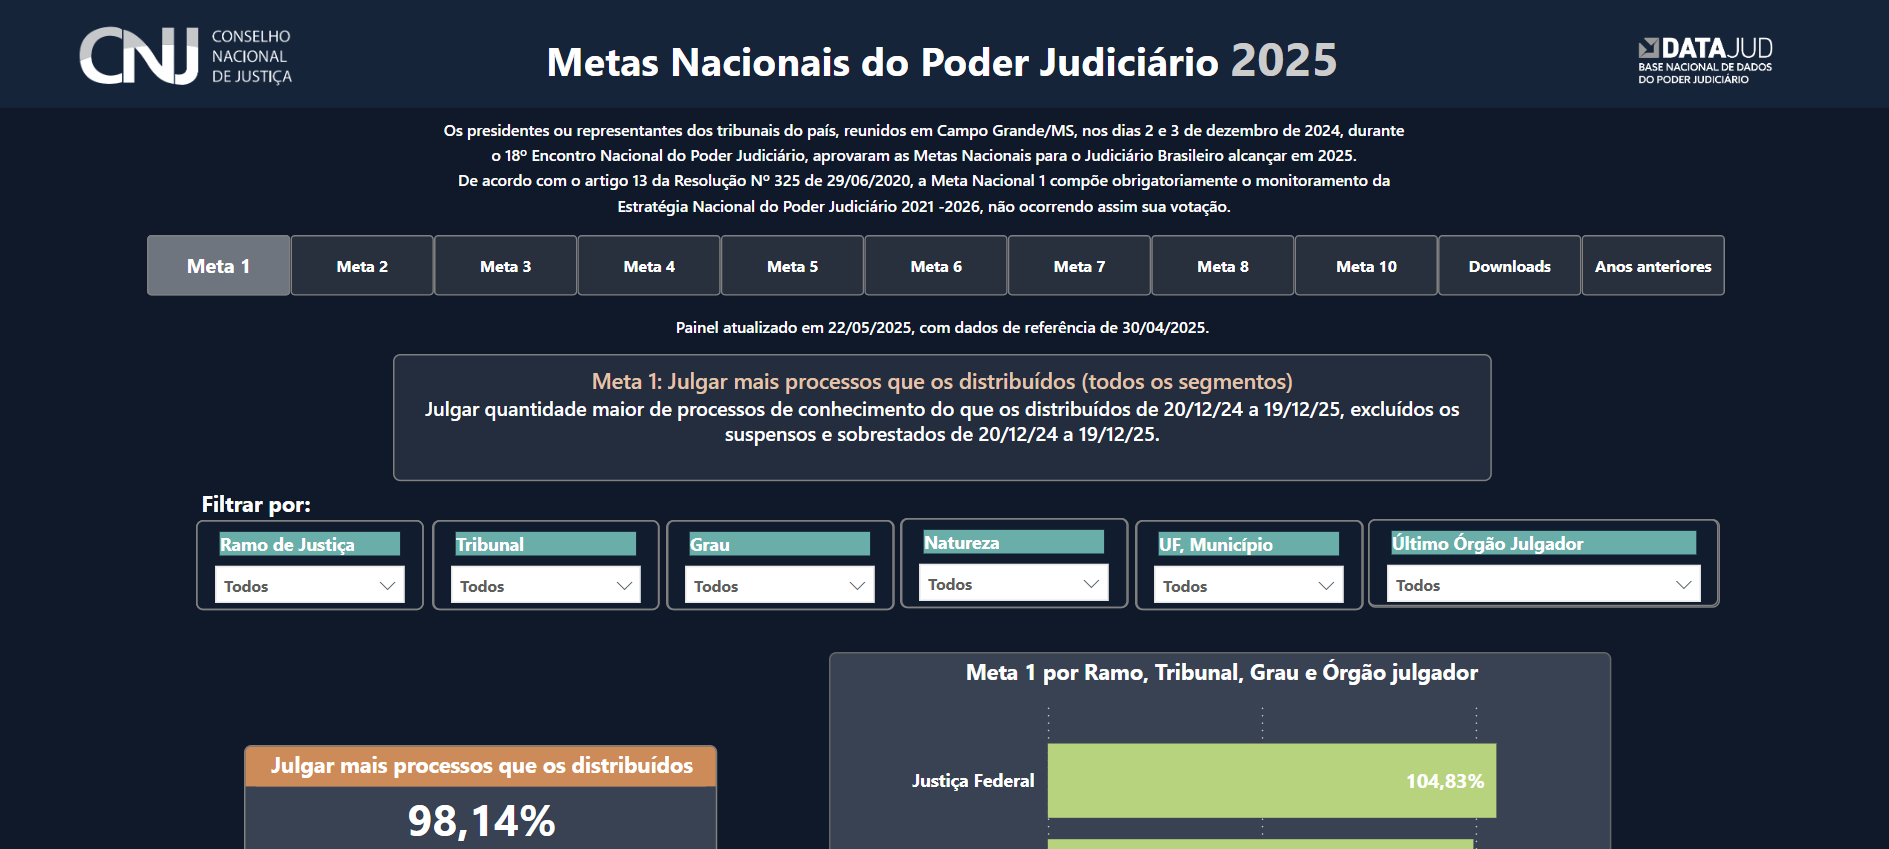 CNJ
CONSELHO
NACIONAL
DE JUSTIÇA
Metas Nacionais do Poder Judiciário 2025
DATAJUD
BASE NACIONAL DE DADOS
DO PODER JUDICIÁRIO
Os presidentes ou representantes dos tribunais do país, reunidos em Campo Grande/MS, nos dias 2 e 3 de dezembro de 2024, durante
o 18º Encontro Nacional do Poder Judiciário, aprovaram as Metas Nacionais para o Judiciário Brasileiro alcançar em 2025.
De acordo com o artigo 13 da Resolução Nº 325 de 29/06/2020, a Meta Nacional 1 compõe obrigatoriamente o monitoramento da
Estratégia Nacional do Poder Judiciário 2021 -2026, não ocorrendo assim sua votação.
Meta 1
Meta 2
Meta 3
Meta 4
Meta 5
Meta 6
Meta 7
Meta 8
Meta 10
Downloads
Anos anteriores
Painel atualizado em 22/05/2025, com dados de referência de 30/04/2025.
Meta 1: Julgar mais processos que os distribuídos (todos os segmentos)
Julgar quantidade maior de processos de conhecimento do que os distribuídos de 20/12/24 a 19/12/25, excluídos os
suspensos e sobrestados de 20/12/24 a 19/12/25.
Filtrar por:
Ramo de Justiça
Todos
Tribunal
Todos
Grau
Todos
Natureza
Todos
UF, Município
Todos
Último Órgão Julgador
Todos
Julgar mais processos que os distribuídos
98,14%
Meta 1 por Ramo, Tribunal, Grau e Órgão julgador
Justiça Federal
104,83%